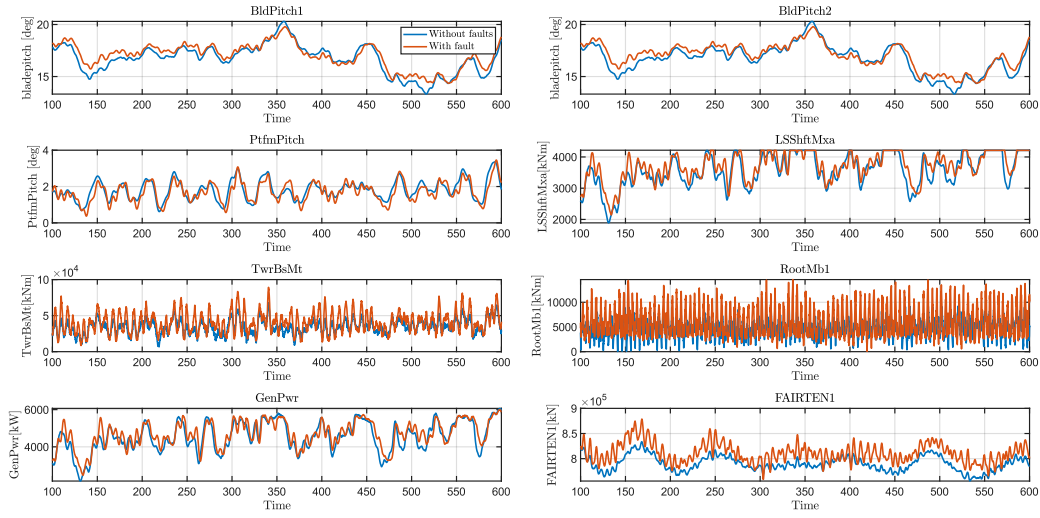 BldPitch1
bladepitch [deg]
20
15
Without faults
With fault
100 150 200 250 300 350 400 450 500 550 600
Time
BldPitch2
bladepitch [deg]
20
15
100 150 200 250 300 350 400 450 500 550 600
Time
PtfmPitch
PtfmPitch [deg]
4
2
0
100 150 200 250 300 350 400 450 500 550 600
Time
LSShftMxa
LSShftMxa[kNm]
4000
3000
2000
100 150 200 250 300 350 400 450 500 550 600
Time
TwrBsMt
×10⁴
TwrBsMt[kNm]
10
5
0
100 150 200 250 300 350 400 450 500 550 600
Time
RootMb1
RootMb1[kNm]
10000
5000
0
100 150 200 250 300 350 400 450 500 550 600
Time
GenPwr
GenPwr[kW]
6000
4000
100 150 200 250 300 350 400 450 500 550 600
Time
FAIRTEN1
×10⁵
FAIRTEN1[kN]
9
8.5
8
100 150 200 250 300 350 400 450 500 550 600
Time